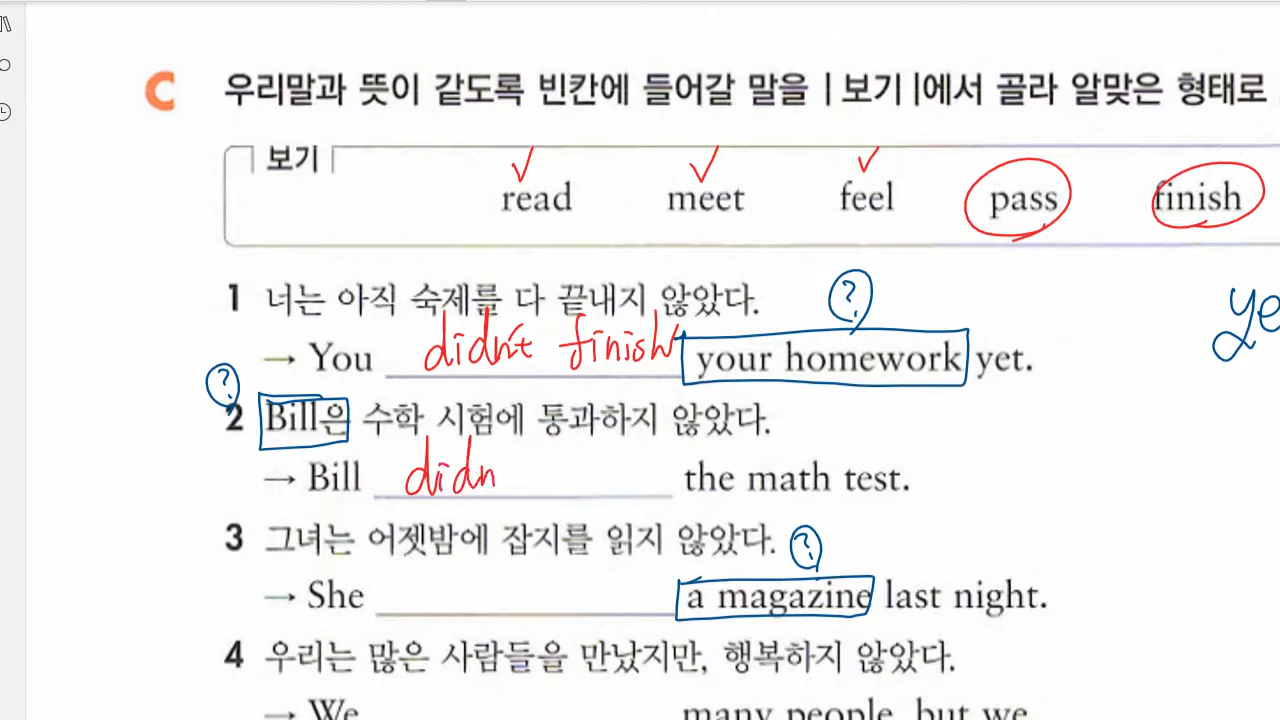 C 우리말과 뜻이 같도록 빈칸에 들어갈 말을 |보기|에서 골라 알맞은 형태로
보기
read meet feel pass finish
1 너는 아직 숙제를 다 끝내지 않았다. ?
→ You didn't finish your homework yet. ye
?
2 Bill은 수학 시험에 통과하지 않았다.
→ Bill didn the math test.
3 그녀는 어젯밤에 잡지를 읽지 않았다. ?
→ She a magazine last night.
4 우리는 많은 사람들을 만났지만, 행복하지 않았다.
→ We many people, but we